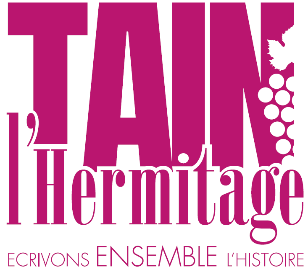 TAIN
l'Hermitage
ECRIVONS ENSEMBLE L'HISTOIRE